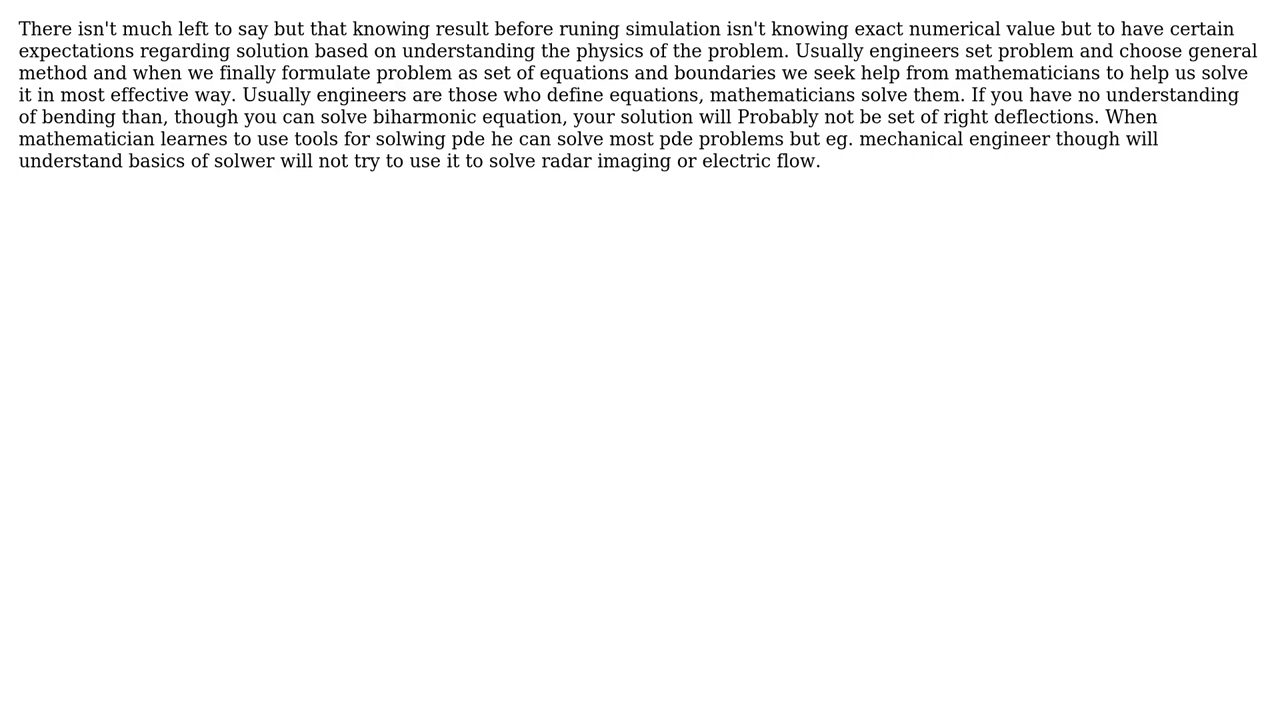 There isn't much left to say but that knowing result before runing simulation isn't knowing exact numerical value but to have certain
expectations regarding solution based on understanding the physics of the problem. Usually engineers set problem and choose general
method and when we finally formulate problem as set of equations and boundaries we seek help from mathematicians to help us solve
it in most effective way. Usually engineers are those who define equations, mathematicians solve them. If you have no understanding
of bending than, though you can solve biharmonic equation, your solution will Probably not be set of right deflections. When
mathematician learnes to use tools for solwing pde he can solve most pde problems but eg. mechanical engineer though will
understand basics of solwer will not try to use it to solve radar imaging or electric flow.